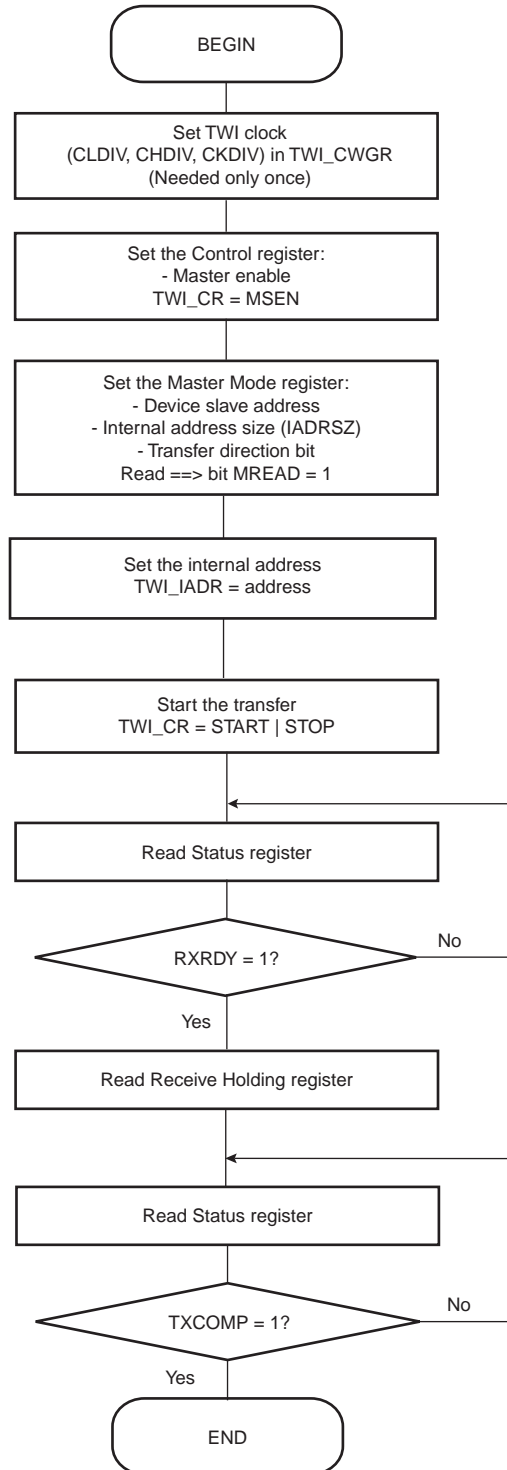 BEGIN
Set TWI clock
(CLDIV, CHDIV, CKDIV) in TWI_CWGR
(Needed only once)
Set the Control register:
- Master enable
TWI_CR = MSEN
Set the Master Mode register:
- Device slave address
- Internal address size (IADRSZ)
- Transfer direction bit
Read ==> bit MREAD = 1
Set the internal address
TWI_IADR = address
Start the transfer
TWI_CR = START | STOP
Read Status register
RXRDY = 1?
No
Yes
Read Receive Holding register
Read Status register
TXCOMP = 1?
No
Yes
END